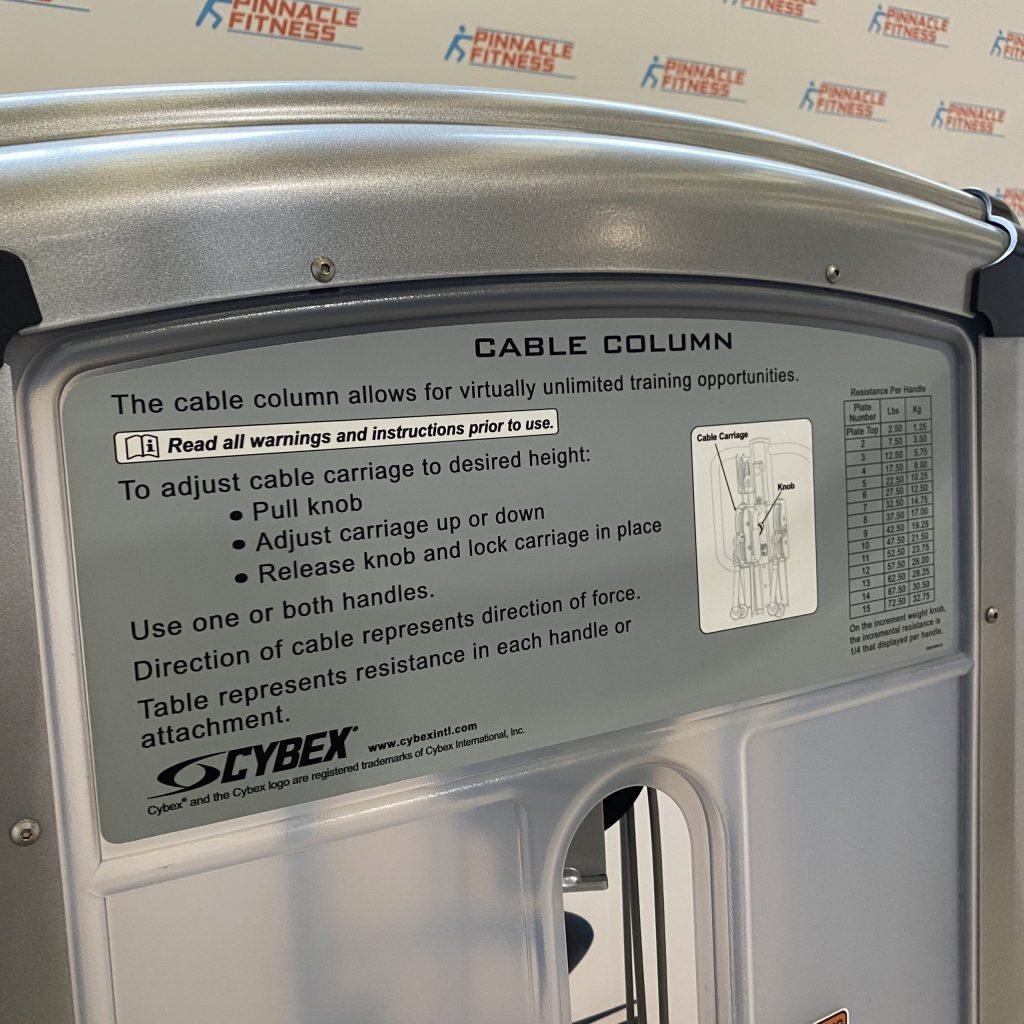 PINNACLE
FITNESS
PINNACLE
FITNESS
PINNACLE
FITNESS
PINNACLE
FITNESS
FITNESS
PINNACLE
FITNESS
PINNACLE
FITNESS
CABLE COLUMN
The cable column allows for virtually unlimited training opportunities.
Read all warnings and instructions prior to use.
To adjust cable carriage to desired height:
• Pull knob
• Adjust carriage up or down
• Release knob and lock carriage in place
Use one or both handles.
Direction of cable represents direction of force.
Table represents resistance in each handle or
attachment.
CYBEX® www.cybexintl.com
Cybex® and the Cybex logo are registered trademarks of Cybex International, Inc.
Cable Carriage
Knob
Resistance Per Handle
Plate Number Lbs Kg
Plate Top 2.50 1.25
2 7.50 3.50
3 12.50 5.75
4 17.50 8.00
5 22.50 10.25
6 27.50 12.50
7 32.50 14.75
8 37.50 17.00
9 42.50 19.25
10 47.50 21.50
11 52.50 23.75
12 57.50 26.00
13 62.50 28.25
14 67.50 30.50
15 72.50 32.75
On the increment weight knob,
the incremental resistance is
1/4 that displayed per handle.